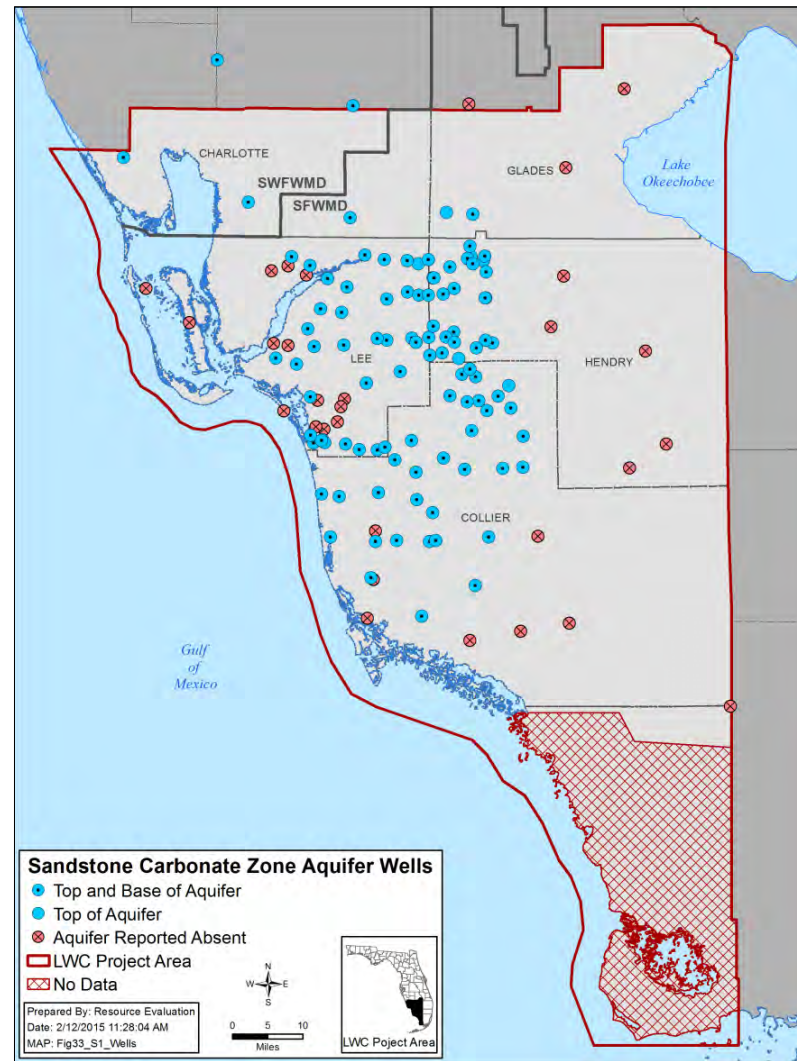 CHARLOTTE
GLADES
Lake
Okeechobee
SWFWMD
SFWMD
LEE
HENDRY
COLLIER
Gulf
of
Mexico
Sandstone Carbonate Zone Aquifer Wells
Top and Base of Aquifer
Top of Aquifer
Aquifer Reported Absent
LWC Project Area
No Data
Prepared By: Resource Evaluation
Date: 2/12/2015 11:28:04 AM
MAP: Fig33_S1_Wells
N
W E
S
0 5 10
Miles
LWC Poject Area